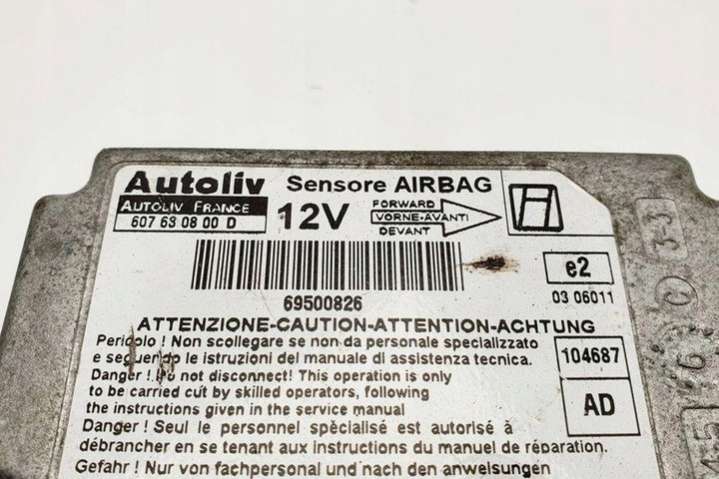 Autoliv Sensore AIRBAG
AUTOLIV FRANCE
607 63 08 00 D
12V
FORWARD
VORNE-AVANTI
DEVANT
e2
03 06011
69500826
ATTENZIONE-CAUTION-ATTENTION-ACHTUNG
Pericolo ! Non scollegare se non da personale specializzato
e seguendo le istruzioni del manuale di assistenza tecnica.
Danger ! Do not disconnect! This operation is only
to be carried cut by skilled operators, following
the instructions given in the service manual
Danger ! Seul le personnel spécialisé est autorisé à
débrancher en se tenant aux instructions du manuel de réparation.
Gefahr ! Nur von fachpersonal und nach den anweisungen
104687
AD
3-3